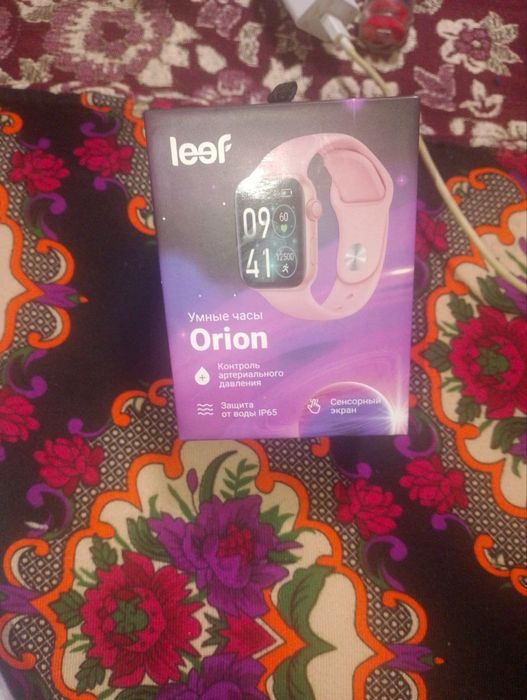 leef
09
60
41
12500
Умные часы
Orion
Контроль
артериального
давления
Защита
от воды IP65
Сенсорный
экран